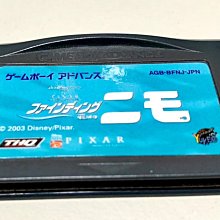 ゲームボーイ アドバンス
AGB-BFNJ-JPN
ファインディング
ニモ
© 2003 Disney/Pixar.
THQ
PIXAR